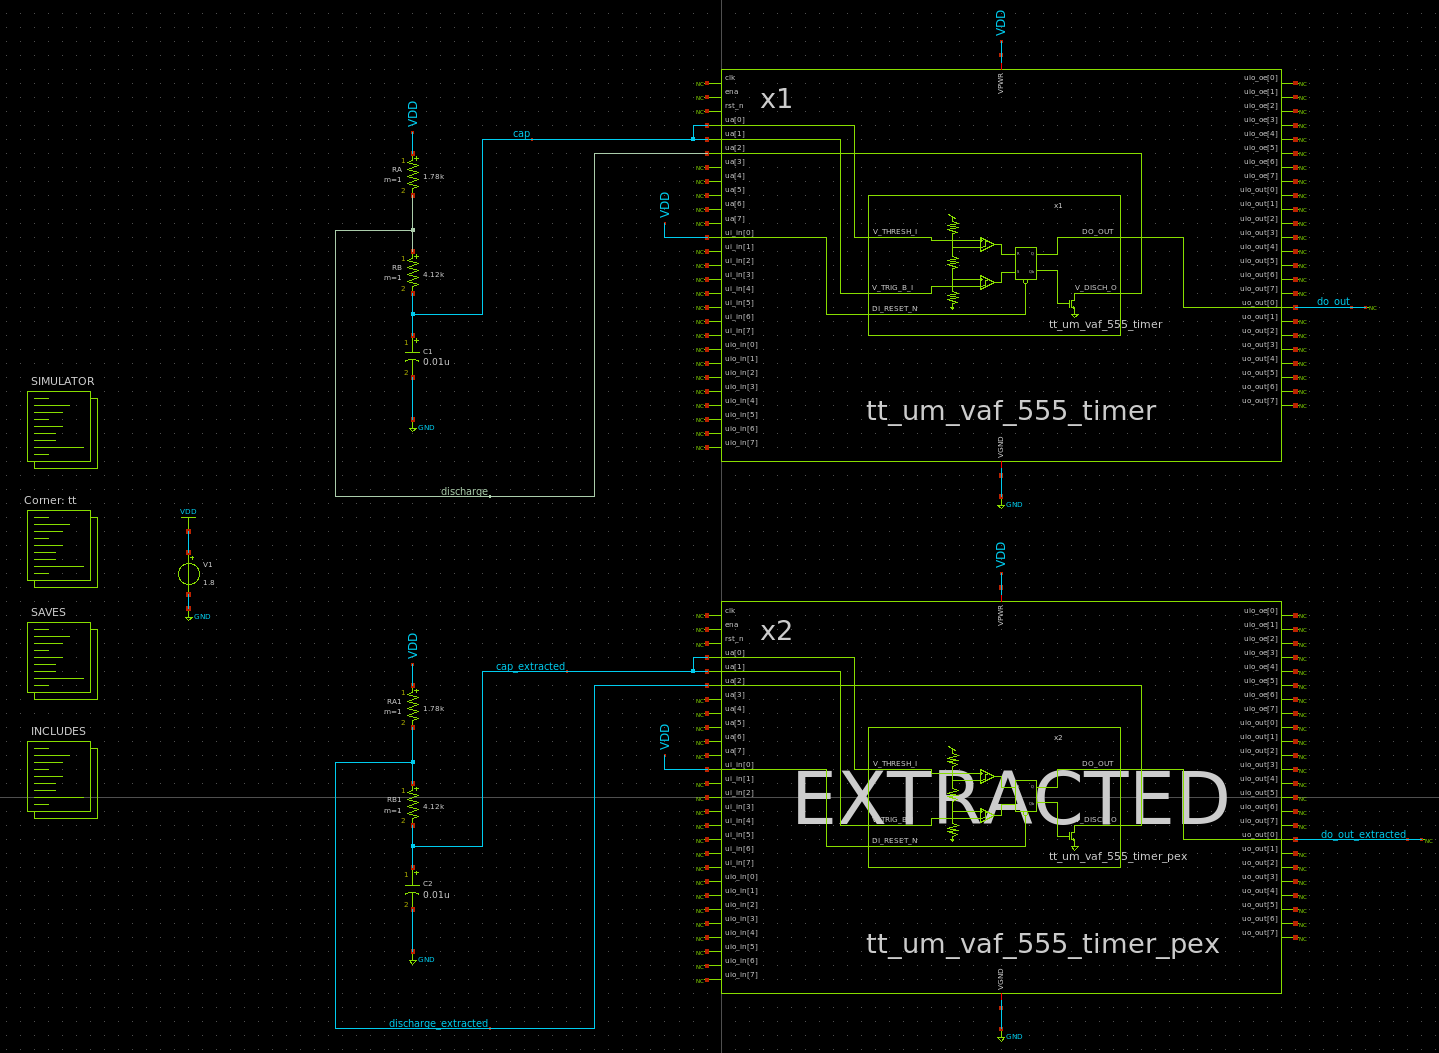 VDD
VPWR
x1
clk
ena
rst_n
ua[0]
ua[1]
ua[2]
ua[3]
ua[4]
ua[5]
ua[6]
ua[7]
ui_in[0]
ui_in[1]
ui_in[2]
ui_in[3]
ui_in[4]
ui_in[5]
ui_in[6]
ui_in[7]
uio_in[0]
uio_in[1]
uio_in[2]
uio_in[3]
uio_in[4]
uio_in[5]
uio_in[6]
uio_in[7]
uio_oe[0]
uio_oe[1]
uio_oe[2]
uio_oe[3]
uio_oe[4]
uio_oe[5]
uio_oe[6]
uio_oe[7]
uio_out[0]
uio_out[1]
uio_out[2]
uio_out[3]
uio_out[4]
uio_out[5]
uio_out[6]
uio_out[7]
uo_out[0]
uo_out[1]
uo_out[2]
uo_out[3]
uo_out[4]
uo_out[5]
uo_out[6]
uo_out[7]
VDD
cap
RA
m=1
1.78k
1
2
RB
m=1
4.12k
1
2
C1
0.01u
1
2
GND
discharge
VDD
x1
V_THRESH_I
DO_OUT
V_TRIG_B_I
V_DISCH_O
DI_RESET_N
tt_um_vaf_555_timer
do_out
NC
tt_um_vaf_555_timer
VGND
GND
SIMULATOR
Corner: tt
SAVES
INCLUDES
VDD
V1
1.8
GND
VDD
VPWR
x2
clk
ena
rst_n
ua[0]
ua[1]
ua[2]
ua[3]
ua[4]
ua[5]
ua[6]
ua[7]
ui_in[0]
ui_in[1]
ui_in[2]
ui_in[3]
ui_in[4]
ui_in[5]
ui_in[6]
ui_in[7]
uio_in[0]
uio_in[1]
uio_in[2]
uio_in[3]
uio_in[4]
uio_in[5]
uio_in[6]
uio_in[7]
uio_oe[0]
uio_oe[1]
uio_oe[2]
uio_oe[3]
uio_oe[4]
uio_oe[5]
uio_oe[6]
uio_oe[7]
uio_out[0]
uio_out[1]
uio_out[2]
uio_out[3]
uio_out[4]
uio_out[5]
uio_out[6]
uio_out[7]
uo_out[0]
uo_out[1]
uo_out[2]
uo_out[3]
uo_out[4]
uo_out[5]
uo_out[6]
uo_out[7]
VDD
cap_extracted
RA1
m=1
1.78k
1
2
RB1
m=1
4.12k
1
2
C2
0.01u
1
2
GND
discharge_extracted
VDD
x2
V_THRESH_I
DO_OUT
EXTRACTED
DI_RESET_N
tt_um_vaf_555_timer_pex
do_out_extracted
NC
tt_um_vaf_555_timer_pex
VGND
GND